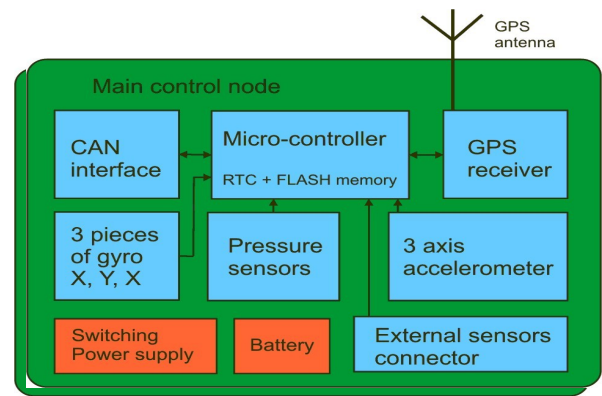 GPS
antenna
Main control node
CAN
interface
Micro-controller
RTC + FLASH memory
GPS
receiver
3 pieces
of gyro
X, Y, X
Pressure
sensors
3 axis
accelerometer
Switching
Power supply
Battery
External sensors
connector